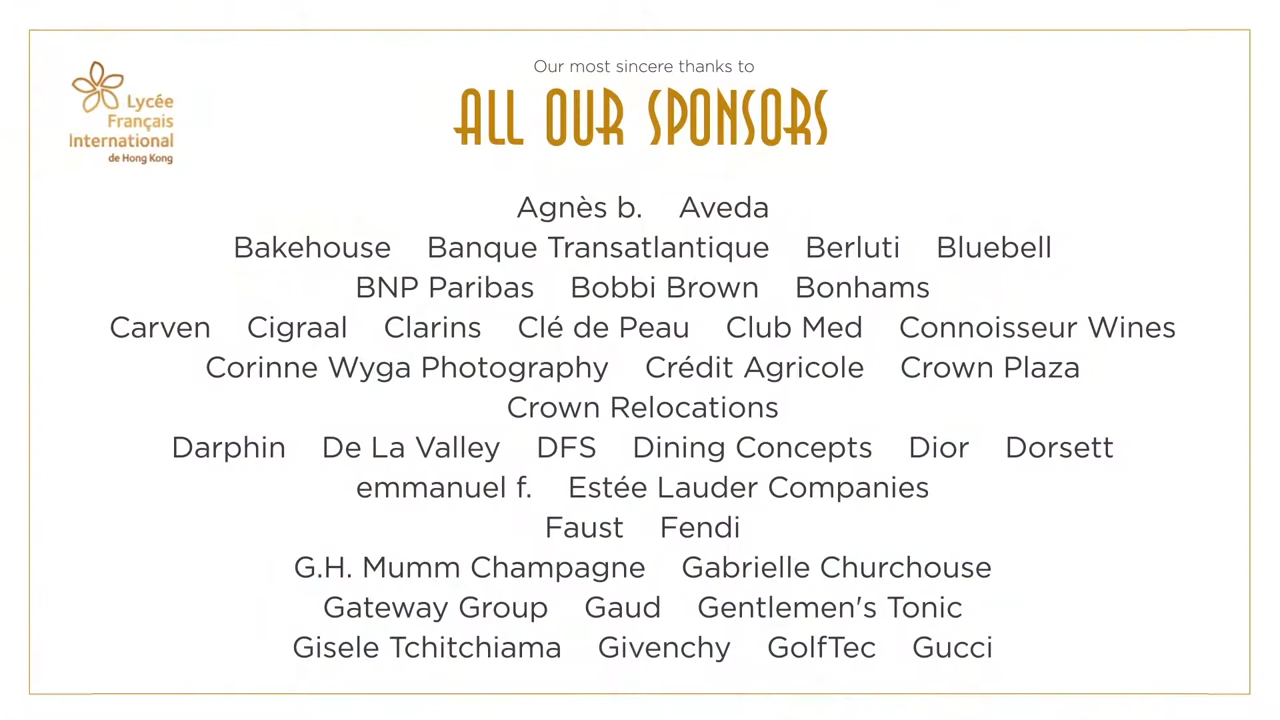 Lycée
Français
International
de Hong Kong
Our most sincere thanks to
ALL OUR SPONSORS
Agnès b. Aveda
Bakehouse Banque Transatlantique Berluti Bluebell
BNP Paribas Bobbi Brown Bonhams
Carven Cigraal Clarins Clé de Peau Club Med Connoisseur Wines
Corinne Wyga Photography Crédit Agricole Crown Plaza
Crown Relocations
Darphin De La Valley DFS Dining Concepts Dior Dorsett
emmanuel f. Estée Lauder Companies
Faust Fendi
G.H. Mumm Champagne Gabrielle Churchouse
Gateway Group Gaud Gentlemen's Tonic
Gisele Tchitchiama Givenchy GolfTec Gucci